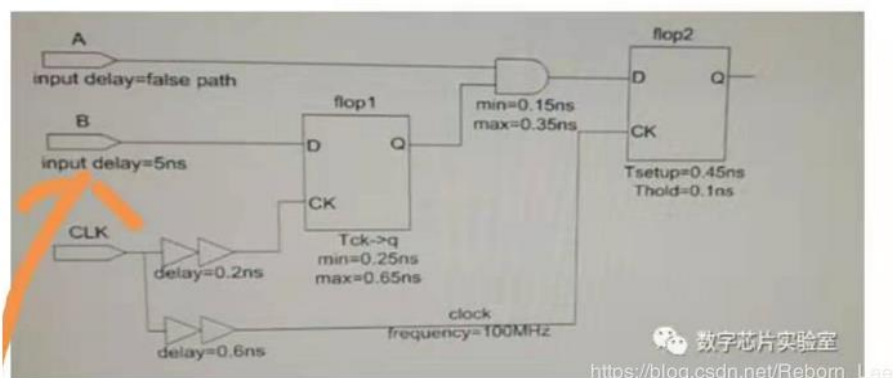 A
input delay=false path
flop2
D
Q
min=0.15ns
max=0.35ns
CK
Tsetup=0.45ns
Thold=0.1ns
flop1
B
input delay=5ns
D
Q
CK
Tck->q
min=0.25ns
max=0.65ns
CLK
delay=0.2ns
clock
frequency=100MHz
delay=0.6ns
数字芯片实验室
https://blog.csdn.net/Reborn_Lee